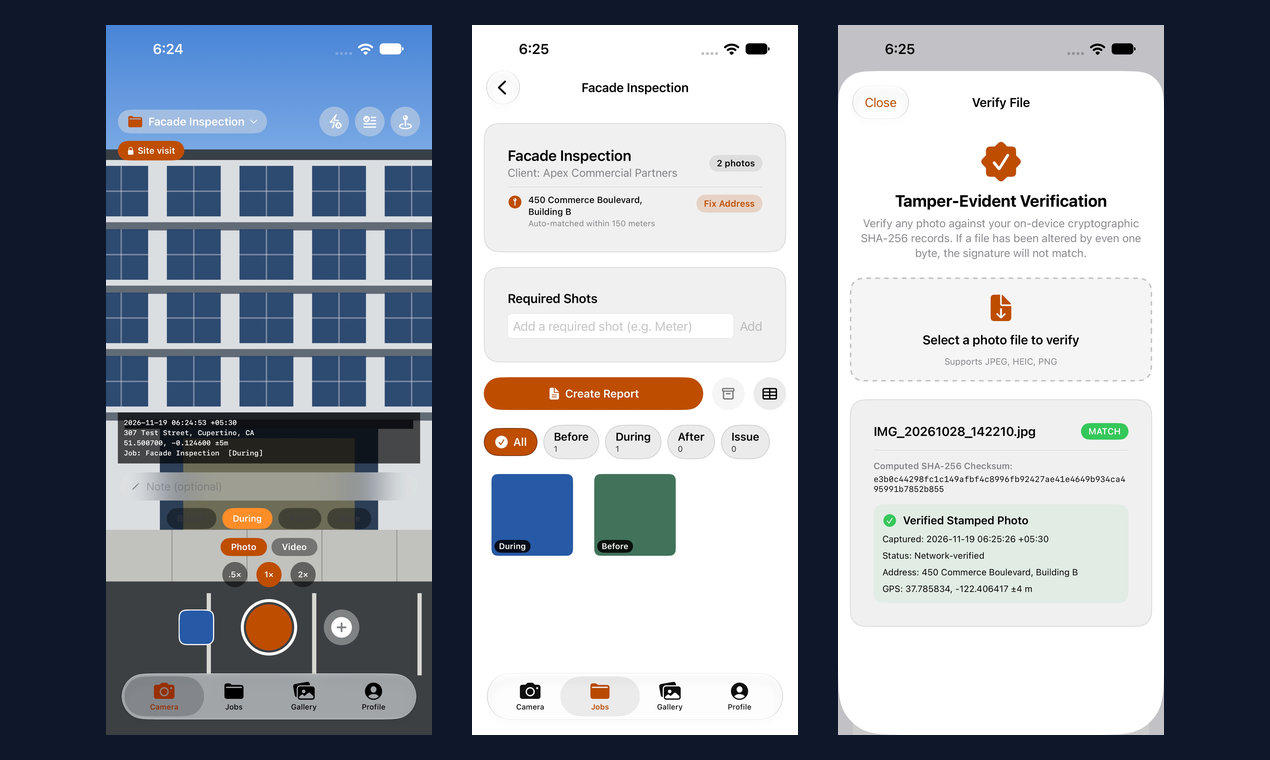 6:24
Facade Inspection
Site visit
2026-11-19 06:24:53 +05:30
307 Test Street, Cupertino, CA
51.500700, -0.124600 ±5m
Job: Facade Inspection [During]
Note (optional)
During
Photo
Video
.5×
1×
2×
Camera
Jobs
Gallery
Profile
6:25
Facade Inspection
Facade Inspection
2 photos
Client: Apex Commercial Partners
450 Commerce Boulevard,
Building B
Fix Address
Auto-matched within 150 meters
Required Shots
Add a required shot (e.g. Meter)
Add
Create Report
All
Before
1
During
1
After
0
Issue
0
During
Before
Camera
Jobs
Gallery
Profile
6:25
Close
Verify File
Tamper-Evident Verification
Verify any photo against your on-device cryptographic
SHA-256 records. If a file has been altered by even one
byte, the signature will not match.
Select a photo file to verify
Supports JPEG, HEIC, PNG
IMG_20261028_142210.jpg
MATCH
Computed SHA-256 Checksum:
e3b0c44298fc1c149afbf4c8996fb92427ae41e4649b934ca4
95991b7852b855
Verified Stamped Photo
Captured: 2026-11-19 06:25:26 +05:30
Status: Network-verified
Address: 450 Commerce Boulevard, Building B
GPS: 37.785834, -122.406417 ±4 m